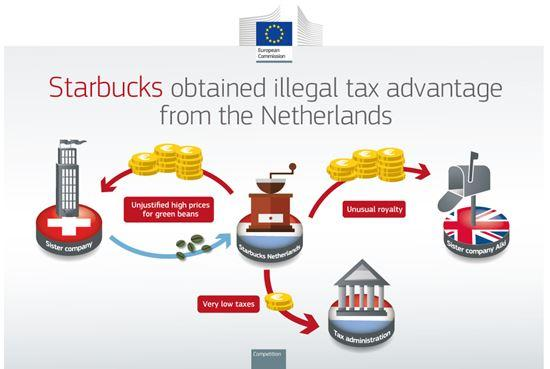 European
Commission
Starbucks obtained illegal tax advantage
from the Netherlands
Unjustified high prices
for green beans
Unusual royalty
Sister company
Starbucks Netherlands
Sister company Alki
Very low taxes
Tax administration
Competition